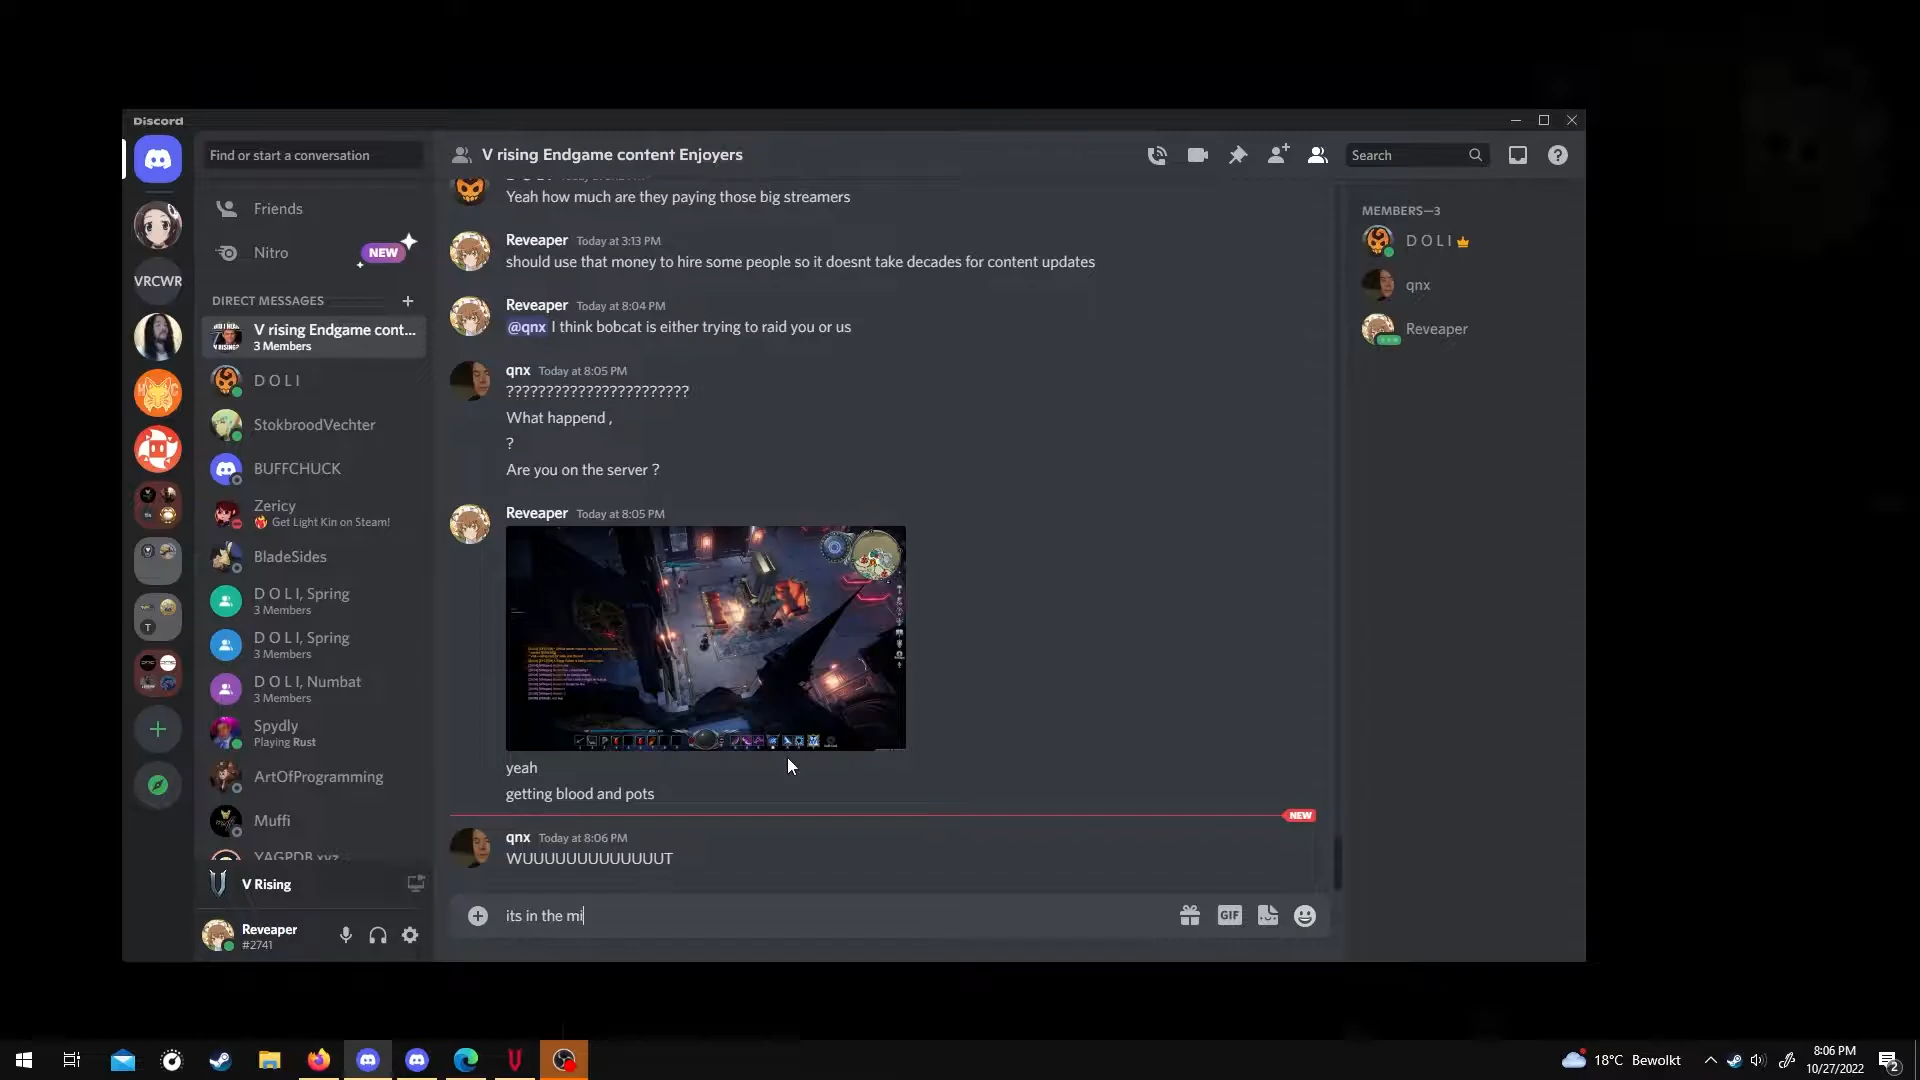 Discord
Find or start a conversation
V rising Endgame content Enjoyers
Search
Friends
Nitro
NEW
DIRECT MESSAGES
V rising Endgame cont...
3 Members
D O L I
StokbroodVechter
BUFFCHUCK
Zericy
Get Light Kin on Steam!
BladeSides
D O L I, Spring
3 Members
D O L I, Spring
3 Members
D O L I, Numbat
3 Members
Spydly
Playing Rust
ArtOfProgramming
Muffi
YAGPDB.xyz
V Rising
Reveaper
#2741
VRCWR
Yeah how much are they paying those big streamers
Reveaper Today at 3:13 PM
should use that money to hire some people so it doesnt take decades for content updates
Reveaper Today at 8:04 PM
@qnx I think bobcat is either trying to raid you or us
qnx Today at 8:05 PM
???????????????????????
What happend ,
?
Are you on the server ?
Reveaper Today at 8:05 PM
yeah
getting blood and pots
NEW
qnx Today at 8:06 PM
WUUUUUUUUUUUUUT
its in the mi
GIF
MEMBERS—3
D O L I
qnx
Reveaper
18°C Bewolkt
8:06 PM
10/27/2022
2